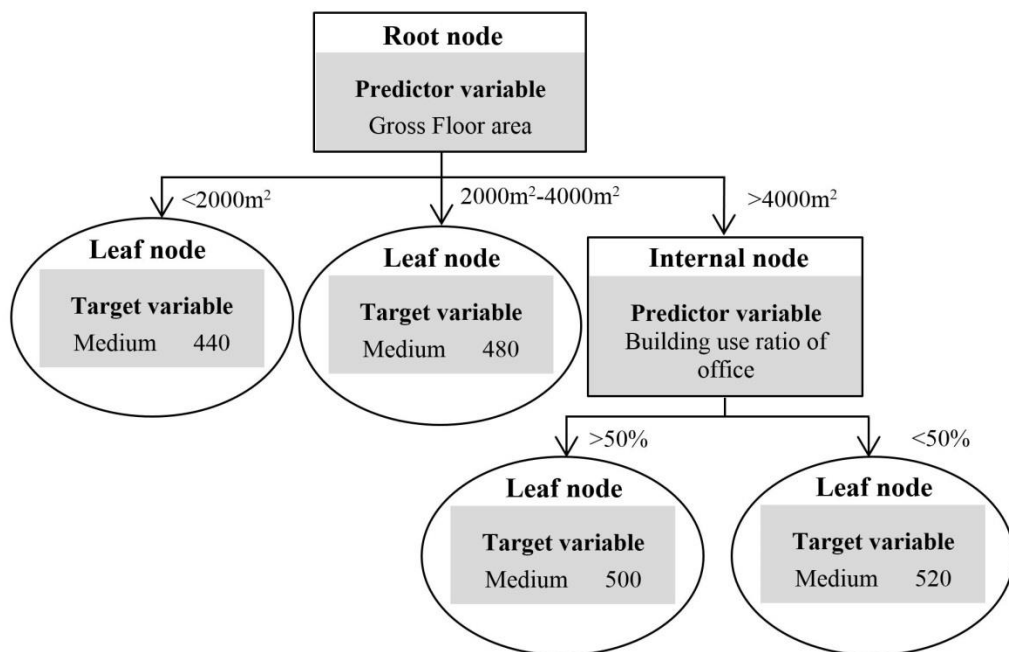 Root node
Predictor variable
Gross Floor area
<2000m²
2000m²-4000m²
>4000m²
Leaf node
Target variable
Medium 440
Leaf node
Target variable
Medium 480
Internal node
Predictor variable
Building use ratio of
office
>50%
<50%
Leaf node
Target variable
Medium 500
Leaf node
Target variable
Medium 520